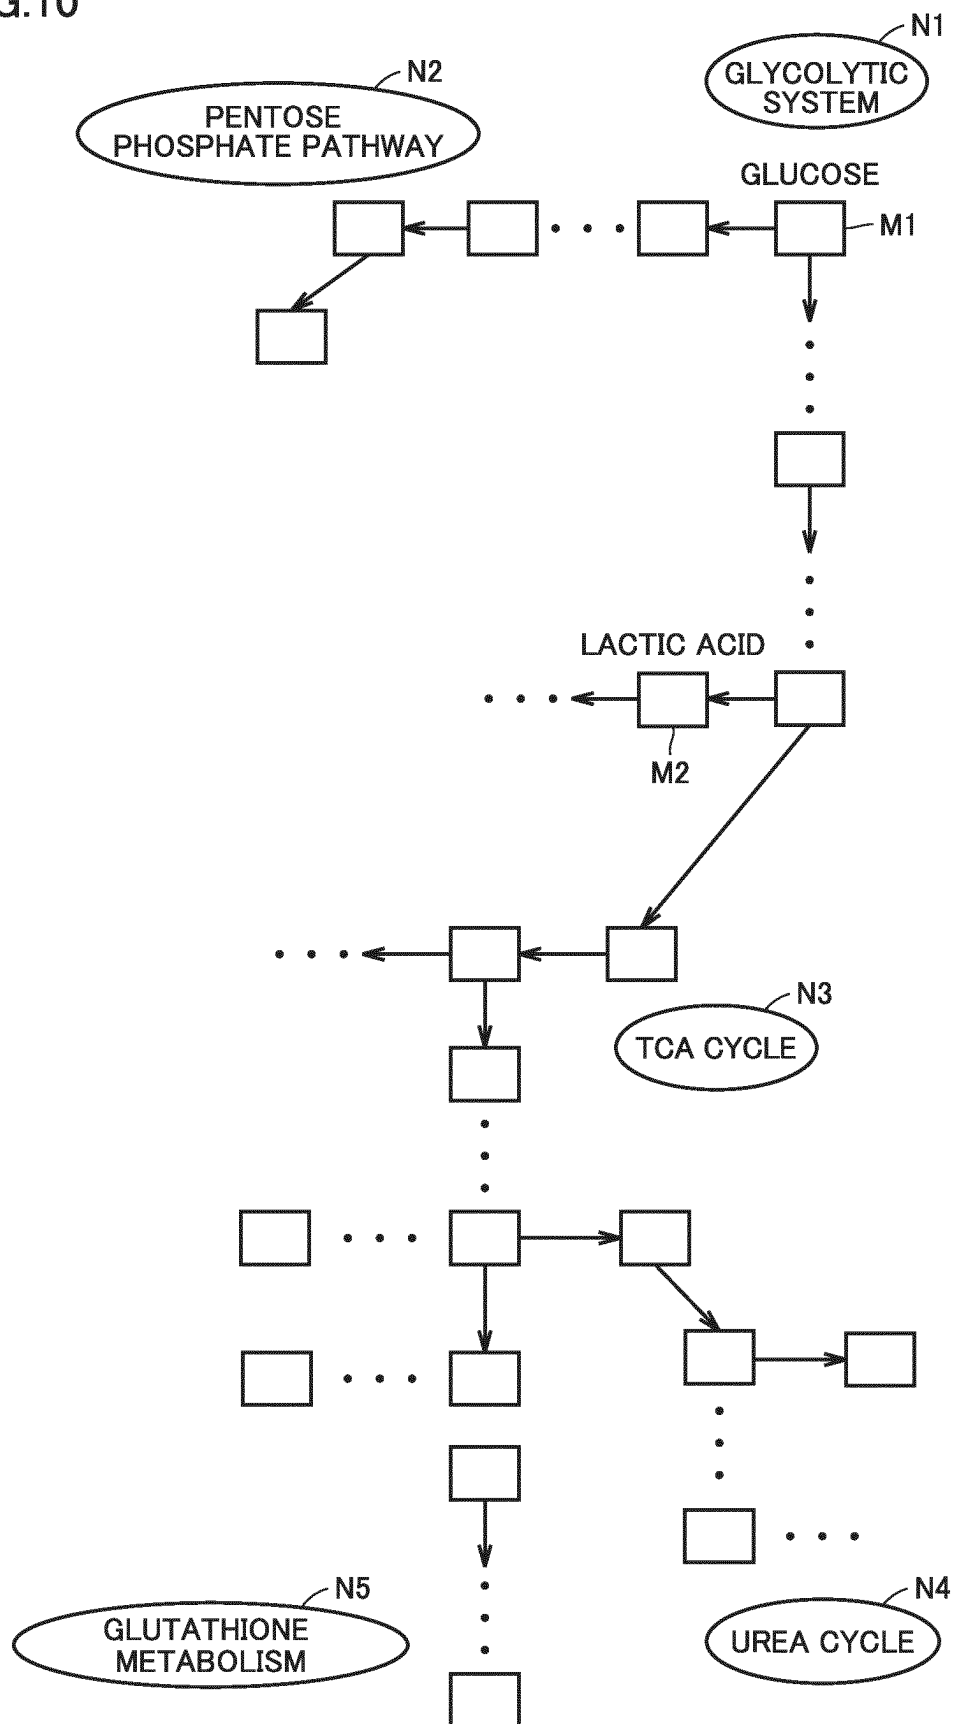 G.10
N1
GLYCOLYTIC
SYSTEM
N2
PENTOSE
PHOSPHATE PATHWAY
GLUCOSE
M1
LACTIC ACID
M2
N3
TCA CYCLE
N5
GLUTATHIONE
METABOLISM
N4
UREA CYCLE